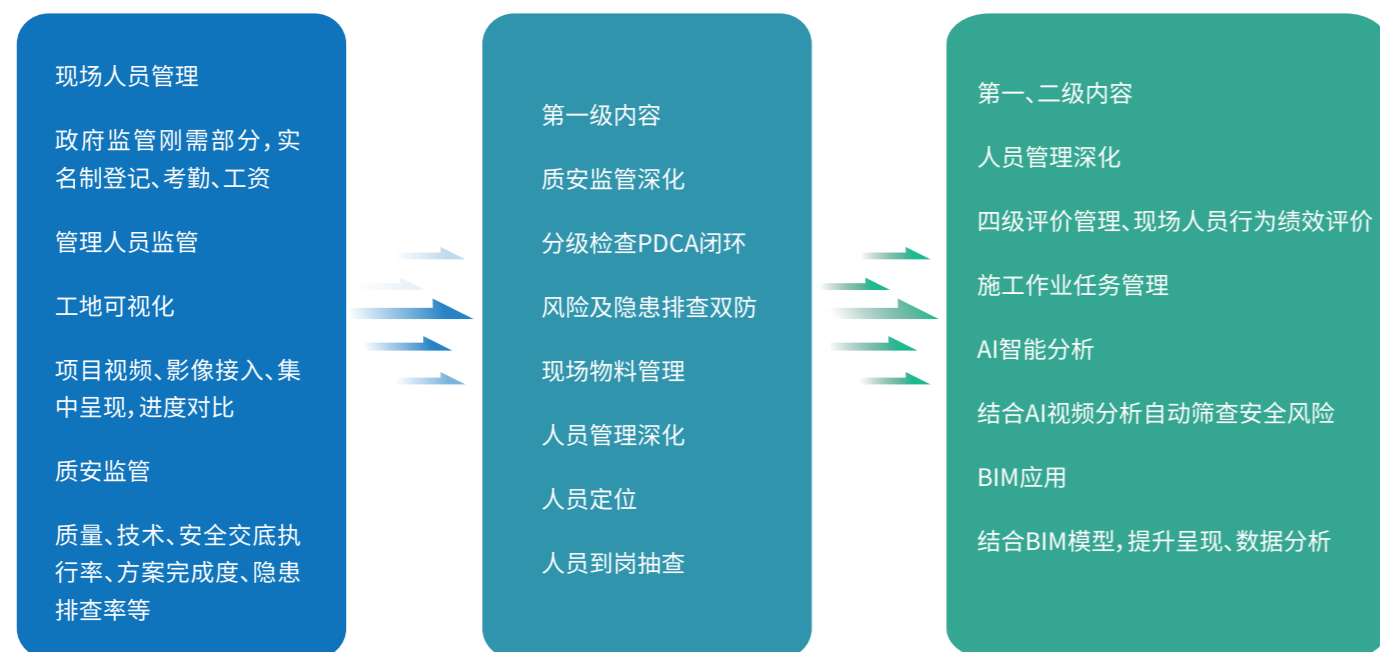 现场人员管理
政府监管刚需部分，实
名制登记、考勤、工资
管理人员监管
工地可视化
项目视频、影像接入、集
中呈现，进度对比
质安监管
质量、技术、安全交底执
行率、方案完成度、隐患
排查率等
第一级内容
质安监管深化
分级检查PDCA闭环
风险及隐患排查双防
现场物料管理
人员管理深化
人员定位
人员到岗抽查
第一、二级内容
人员管理深化
四级评价管理、现场人员行为绩效评价
施工作业任务管理
AI智能分析
结合AI视频分析自动筛查安全风险
BIM应用
结合BIM模型，提升呈现、数据分析